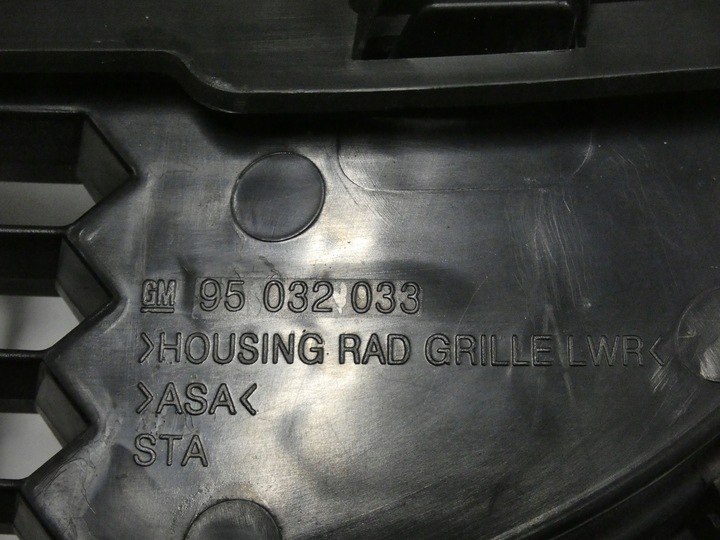 GM 95 032 033
>HOUSING RAD GRILLE LWR<
>ASA<
STA